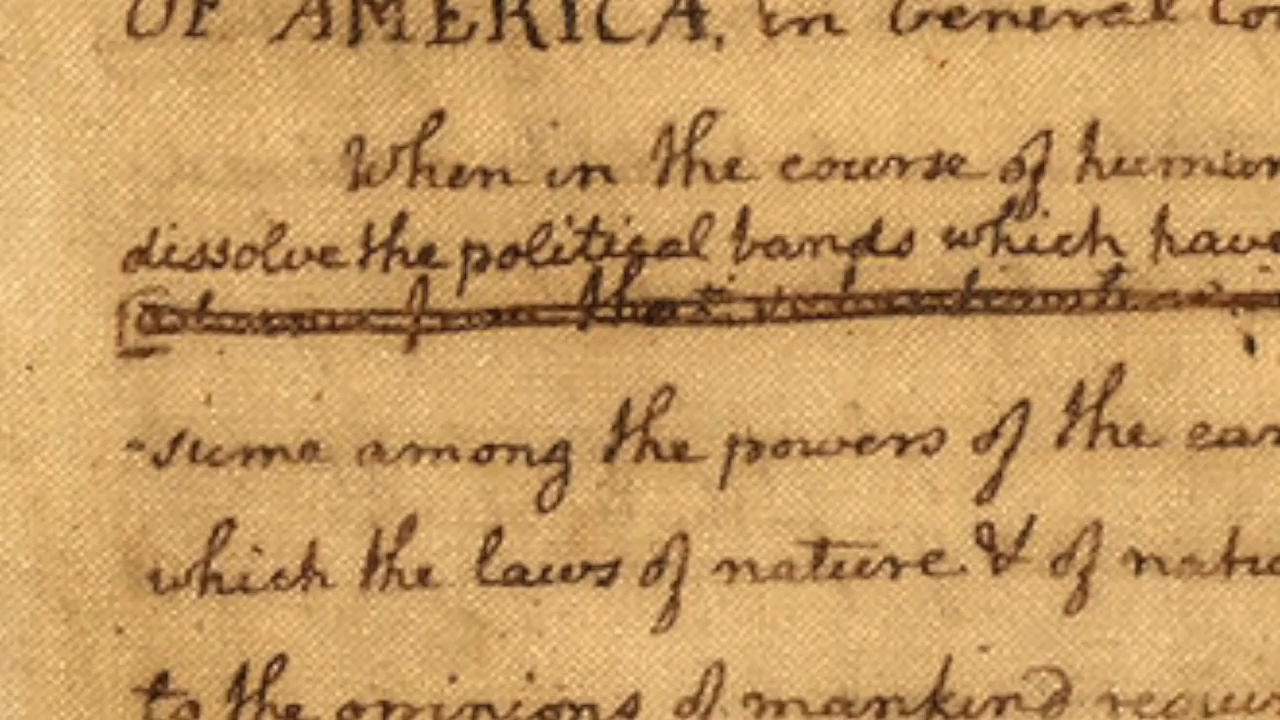 OF AMERICA, in General Co
When in the course of human
dissolve the political bands which have
-sume among the powers of the ear
which the laws of nature & of natu
to the opinions of mankind requi